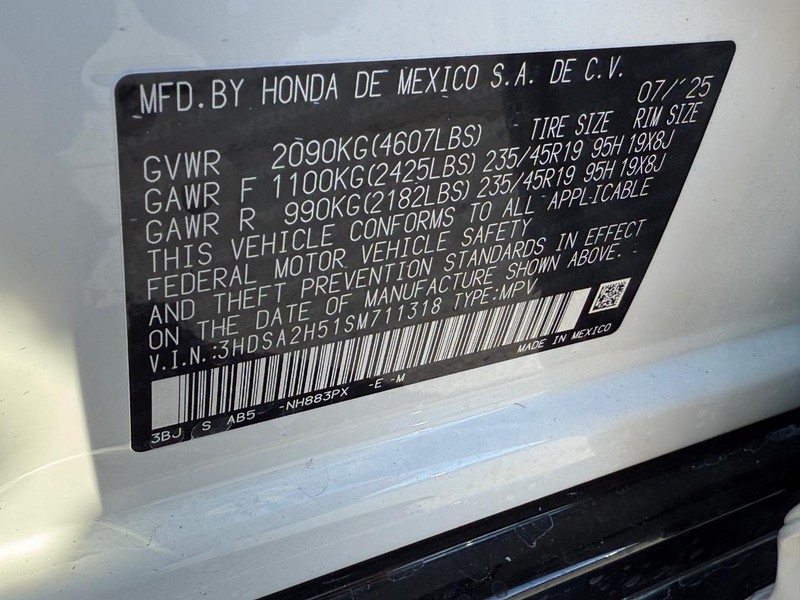 MFD. BY HONDA DE MEXICO S.A. DE C.V.
07/'25
TIRE SIZE RIM SIZE
GVWR 2090KG(4607LBS)
GAWR F 1100KG(2425LBS) 235/45R19 95H 19X8J
GAWR R 990KG(2182LBS) 235/45R19 95H 19X8J
THIS VEHICLE CONFORMS TO ALL APPLICABLE
FEDERAL MOTOR VEHICLE SAFETY
AND THEFT PREVENTION STANDARDS IN EFFECT
ON THE DATE OF MANUFACTURE SHOWN ABOVE.
V.I.N.:3HDSA2H51SM711318 TYPE:MPV
MADE IN MEXICO
3BJ S AB5- -NH883PX -E -M